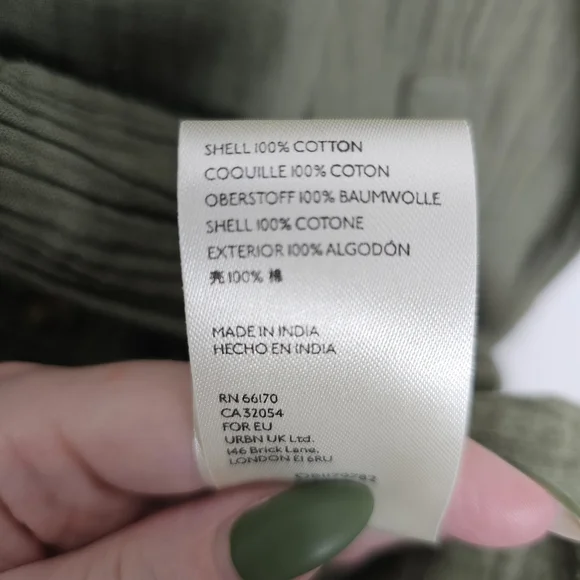 SHELL 100% COTTON
COQUILLE 100% COTON
OBERSTOFF 100% BAUMWOLLE
SHELL 100% COTONE
EXTERIOR 100% ALGODÓN
壳100% 棉
MADE IN INDIA
HECHO EN INDIA
RN 66170
CA 32054
FOR EU
URBN UK Ltd.
146 Brick Lane,
LONDON E1 6RU